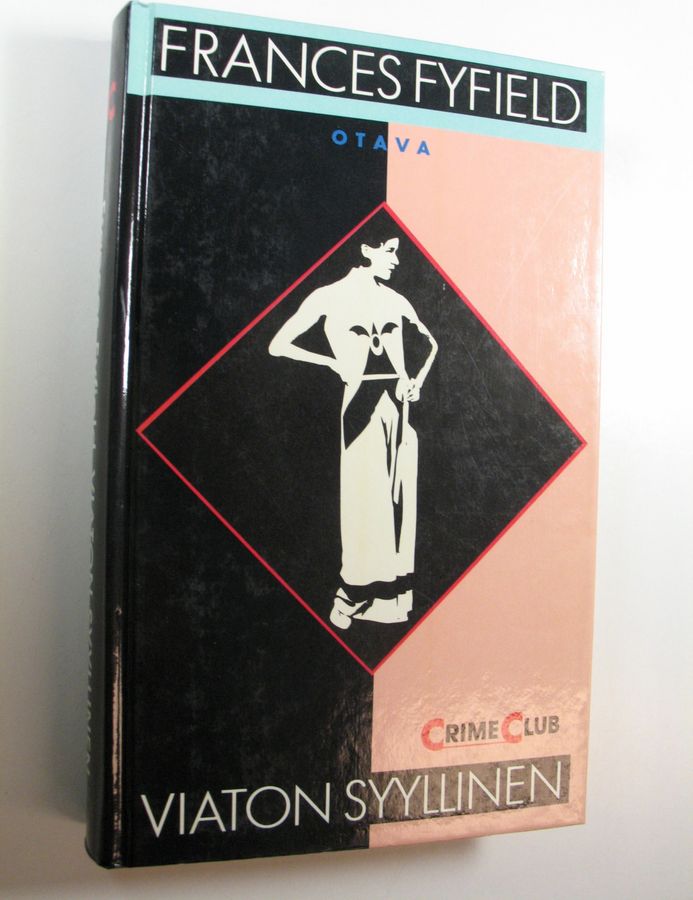 FRANCES FYFIELD
OTAVA
CRIME CLUB
VIATON SYYLLINEN